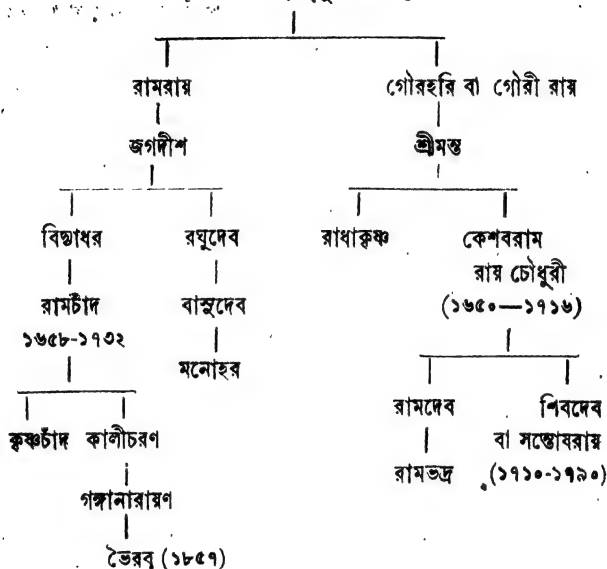 রামরায় গৌরহরি বা গৌরী রায়
জগদীশ শ্রীমন্ত
বিদ্যাধর রঘুদেব রাধাকৃষ্ণ কেশবরাম
রায় চৌধুরী
রামচাঁদ বাসুদেব (১৬৫০—১৭১৬)
১৬৫৮-১৭৩২
মনোহর
রামদেব শিবদেব
কৃষ্ণচাঁদ কালীচরণ বা সন্তোষরায়
রামভদ্র (১৭১০-১৭৯০)
গঙ্গানারায়ণ
ভৈরব (১৮৫৭)